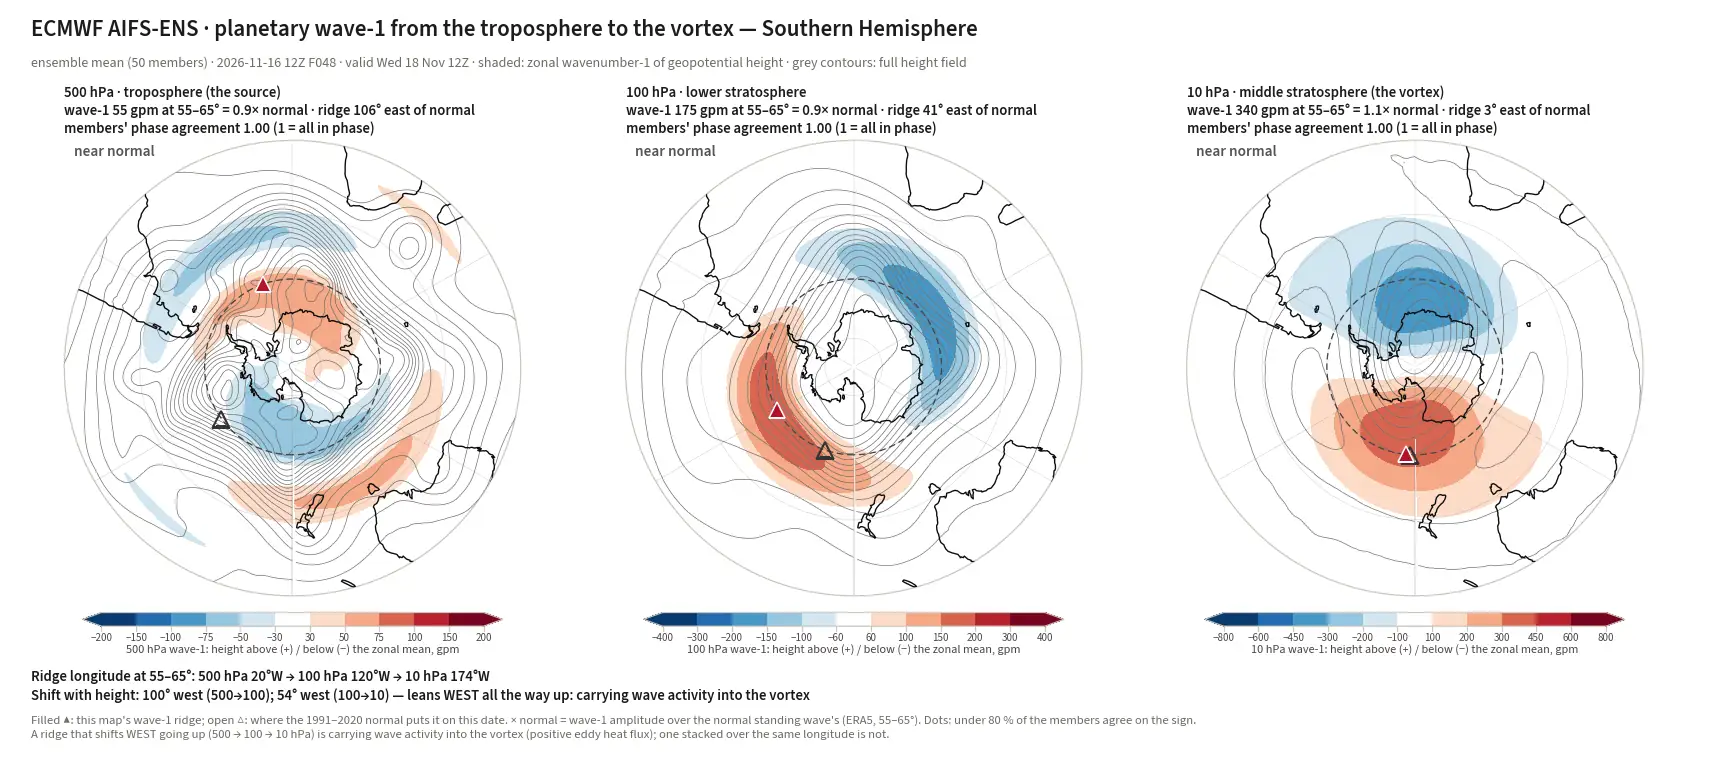 ECMWF AIFS-ENS · planetary wave-1 from the troposphere to the vortex — Southern Hemisphere
ensemble mean (50 members) · 2026-11-16 12Z F048 · valid Wed 18 Nov 12Z · shaded: zonal wavenumber-1 of geopotential height · grey contours: full height field
500 hPa · troposphere (the source)
wave-1 55 gpm at 55–65° = 0.9× normal · ridge 106° east of normal
members' phase agreement 1.00 (1 = all in phase)
near normal
100 hPa · lower stratosphere
wave-1 175 gpm at 55–65° = 0.9× normal · ridge 41° east of normal
members' phase agreement 1.00 (1 = all in phase)
near normal
10 hPa · middle stratosphere (the vortex)
wave-1 340 gpm at 55–65° = 1.1× normal · ridge 3° east of normal
members' phase agreement 1.00 (1 = all in phase)
near normal
−200 −150 −100 −75 −50 −30 30 50 75 100 150 200
500 hPa wave-1: height above (+) / below (−) the zonal mean, gpm
−400 −300 −200 −150 −100 −60 60 100 150 200 300 400
100 hPa wave-1: height above (+) / below (−) the zonal mean, gpm
−800 −600 −450 −300 −200 −100 100 200 300 450 600 800
10 hPa wave-1: height above (+) / below (−) the zonal mean, gpm
Ridge longitude at 55–65°: 500 hPa 20°W → 100 hPa 120°W → 10 hPa 174°W
Shift with height: 100° west (500→100); 54° west (100→10) — leans WEST all the way up: carrying wave activity into the vortex
Filled ▲: this map's wave-1 ridge; open △: where the 1991–2020 normal puts it on this date. × normal = wave-1 amplitude over the normal standing wave's (ERA5, 55–65°). Dots: under 80 % of the members agree on the sign.
A ridge that shifts WEST going up (500 → 100 → 10 hPa) is carrying wave activity into the vortex (positive eddy heat flux); one stacked over the same longitude is not.